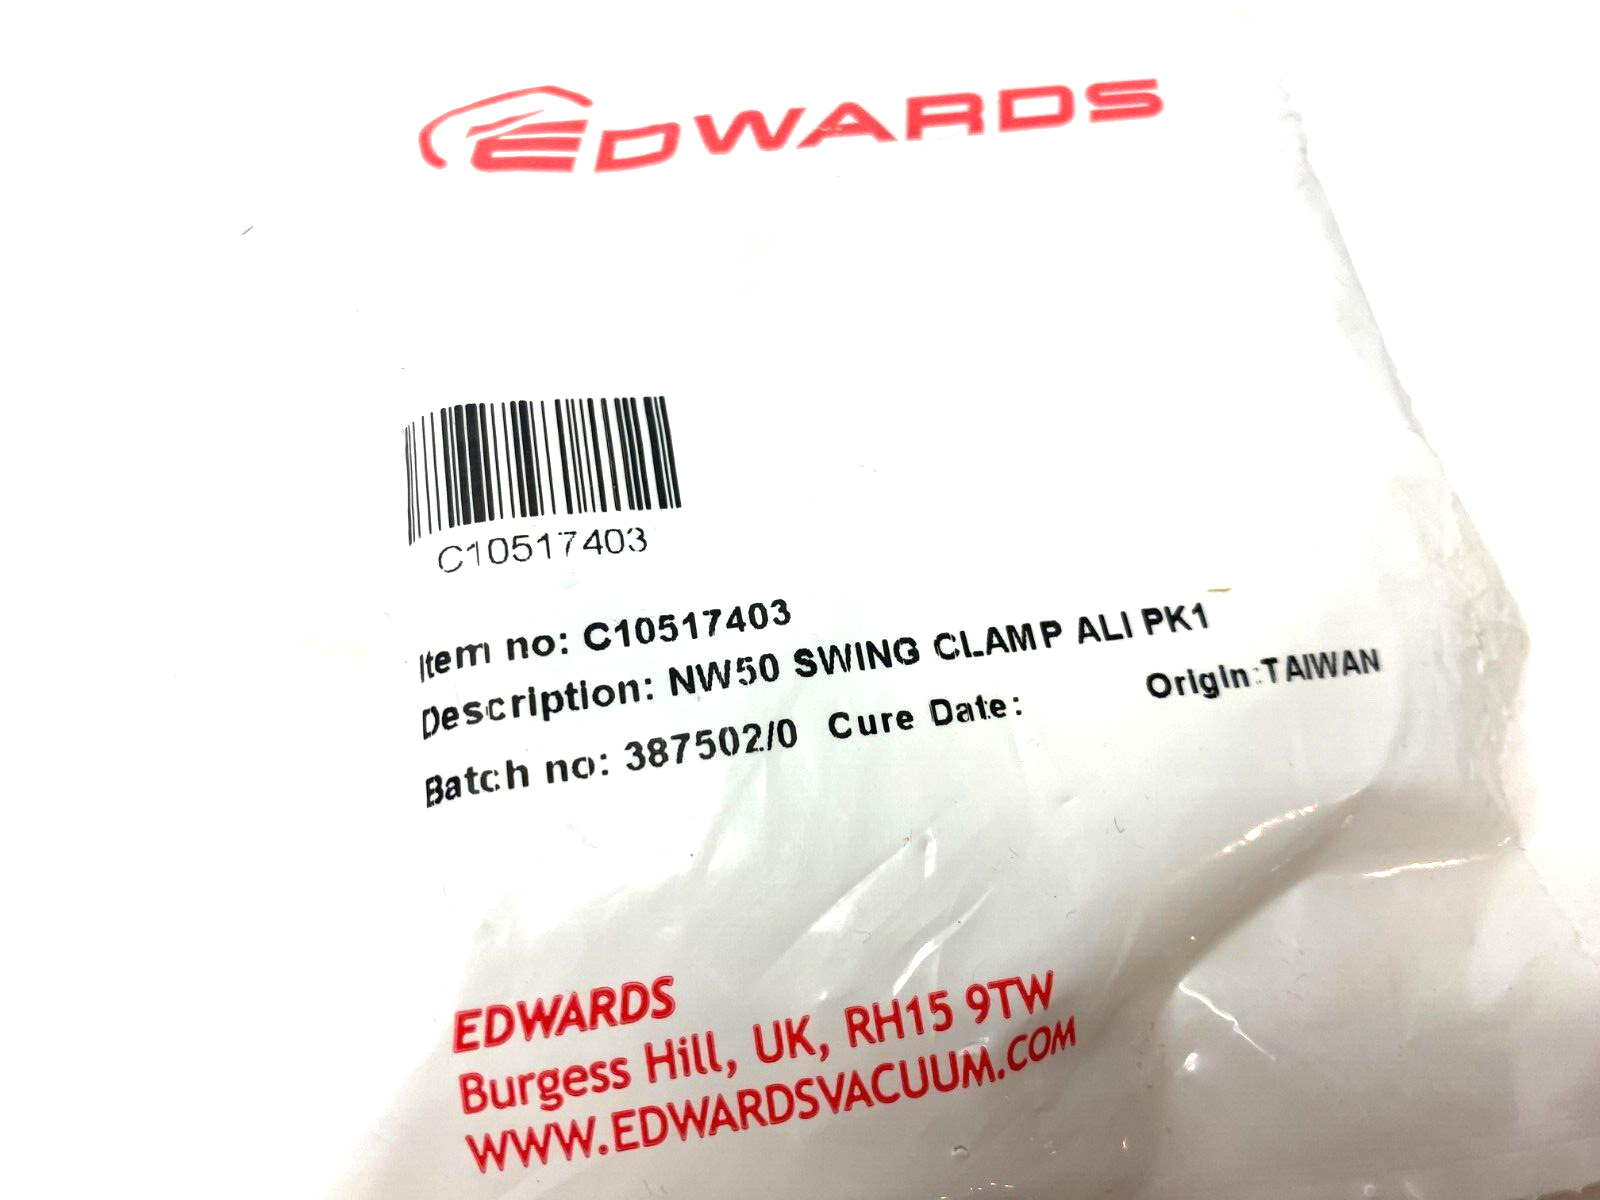 EDWARDS
C10517403
Item no: C10517403
Description: NW50 SWING CLAMP ALI PK1
Batch no: 387502/0 Cure Date: Origin:TAIWAN
EDWARDS
Burgess Hill, UK, RH15 9TW
WWW.EDWARDSVACUUM.COM